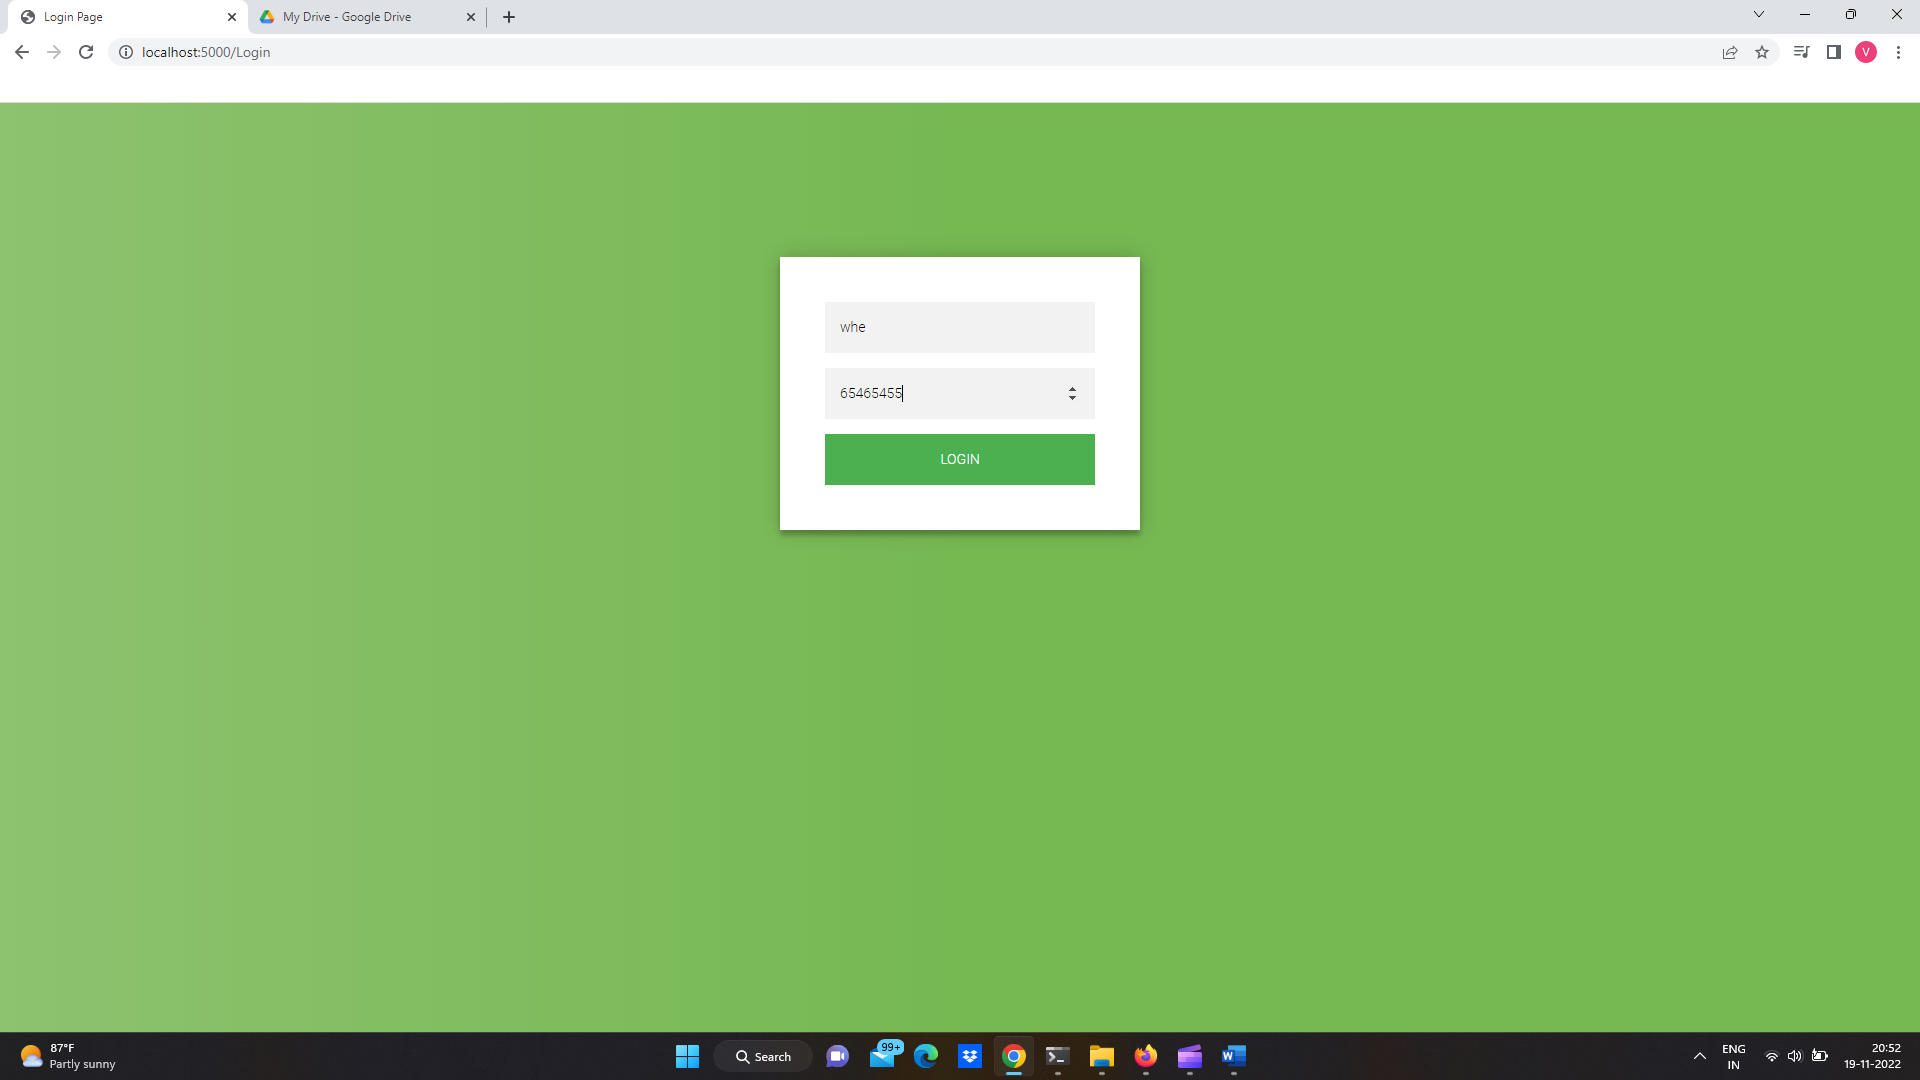 Login Page
My Drive - Google Drive
localhost:5000/Login
V
whe
65465455
LOGIN
87°F
Partly sunny
Search
99+
W
ENG
IN
20:52
19-11-2022